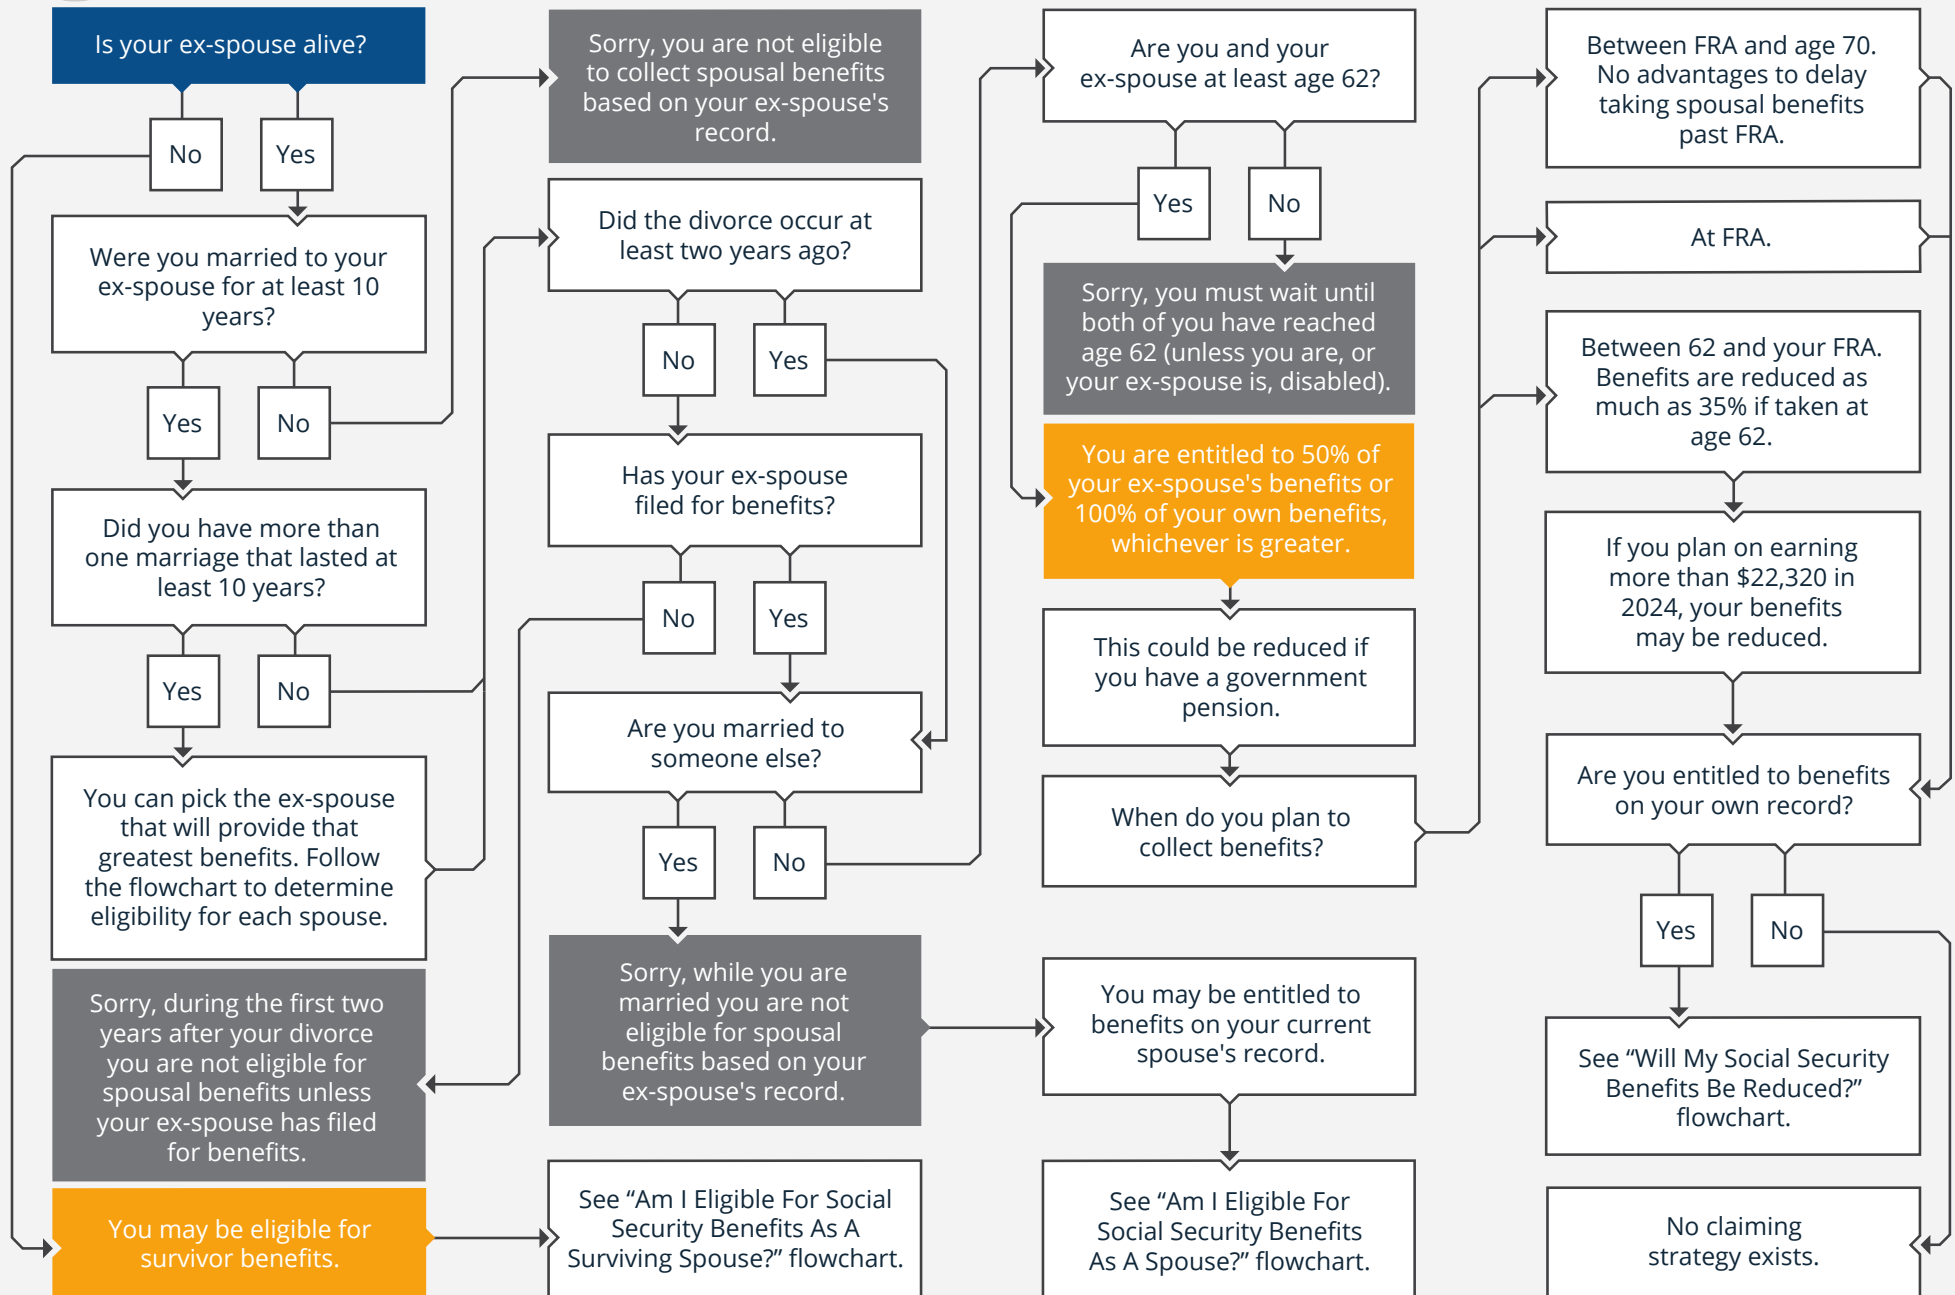 Is your ex-spouse alive?
No
Yes
Were you married to your
ex-spouse for at least 10
years?
Yes
No
Did you have more than
one marriage that lasted at
least 10 years?
Yes
No
You can pick the ex-spouse
that will provide that
greatest benefits. Follow
the flowchart to determine
eligibility for each spouse.
Sorry, during the first two
years after your divorce
you are not eligible for
spousal benefits unless
your ex-spouse has filed
for benefits.
You may be eligible for
survivor benefits.
Sorry, you are not eligible
to collect spousal benefits
based on your ex-spouse's
record.
Did the divorce occur at
least two years ago?
No
Yes
Has your ex-spouse
filed for benefits?
No
Yes
Are you married to
someone else?
Yes
No
Sorry, while you are
married you are not
eligible for spousal
benefits based on your
ex-spouse's record.
See “Am I Eligible For Social
Security Benefits As A
Surviving Spouse?” flowchart.
Are you and your
ex-spouse at least age 62?
Yes
No
Sorry, you must wait until
both of you have reached
age 62 (unless you are, or
your ex-spouse is, disabled).
You are entitled to 50% of
your ex-spouse's benefits or
100% of your own benefits,
whichever is greater.
This could be reduced if
you have a government
pension.
When do you plan to
collect benefits?
You may be entitled to
benefits on your current
spouse's record.
See “Am I Eligible For
Social Security Benefits
As A Spouse?” flowchart.
Between FRA and age 70.
No advantages to delay
taking spousal benefits
past FRA.
At FRA.
Between 62 and your FRA.
Benefits are reduced as
much as 35% if taken at
age 62.
If you plan on earning
more than $22,320 in
2024, your benefits
may be reduced.
Are you entitled to benefits
on your own record?
Yes
No
See “Will My Social Security
Benefits Be Reduced?”
flowchart.
No claiming
strategy exists.